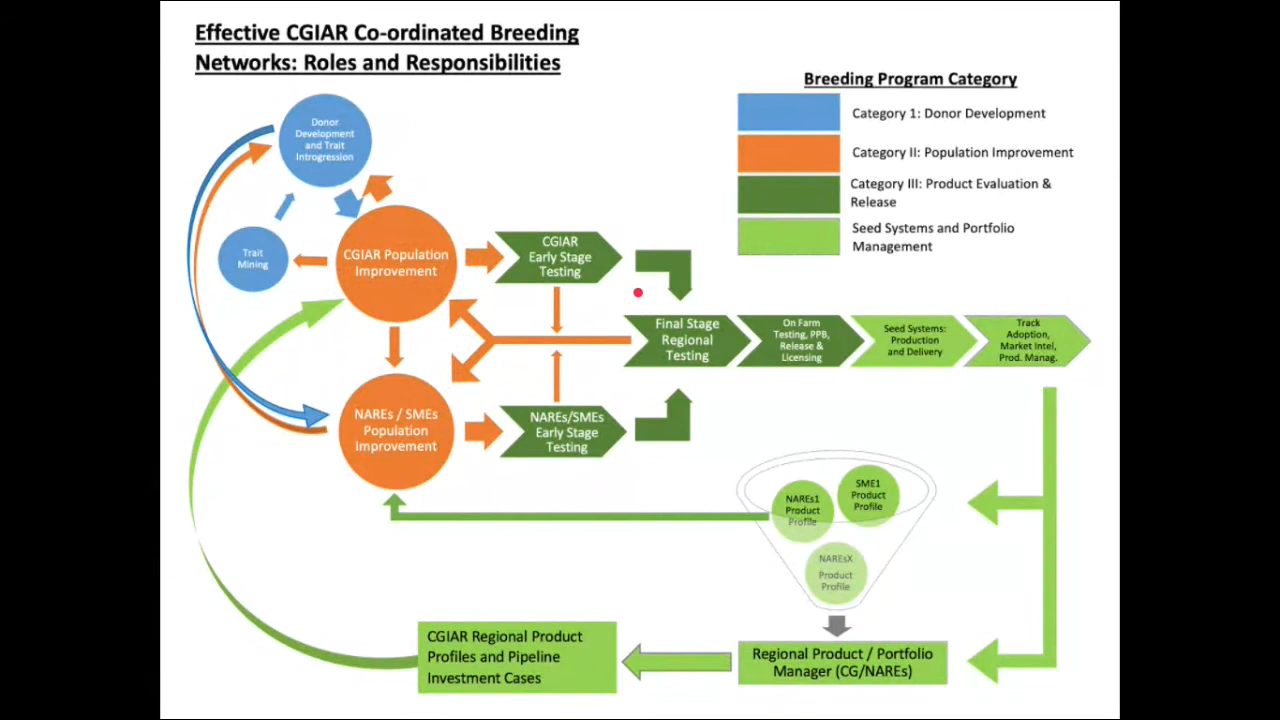 Effective CGIAR Co-ordinated Breeding
Networks: Roles and Responsibilities
Breeding Program Category
Category 1: Donor Development
Category II: Population Improvement
Category III: Product Evaluation &
Release
Seed Systems and Portfolio
Management
Donor
Development
and Trait
Introgression
Trait
Mining
CGIAR Population
Improvement
CGIAR
Early Stage
Testing
Final Stage
Regional
Testing
On Farm
Testing, PPB,
Release &
Licensing
Seed Systems:
Production
and Delivery
Track
Adoption,
Market Intel,
Prod. Manag.
NAREs / SMEs
Population
Improvement
NAREs/SMEs
Early Stage
Testing
NAREs1
Product
Profile
SME1
Product
Profile
NAREsX
Product
Profile
CGIAR Regional Product
Profiles and Pipeline
Investment Cases
Regional Product / Portfolio
Manager (CG/NAREs)